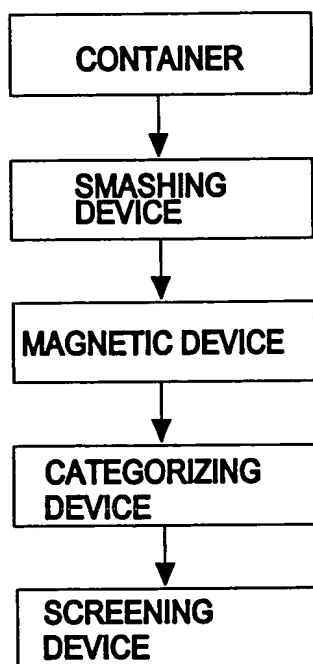 CONTAINER
SMASHING
DEVICE
MAGNETIC DEVICE
CATEGORIZING
DEVICE
SCREENING
DEVICE